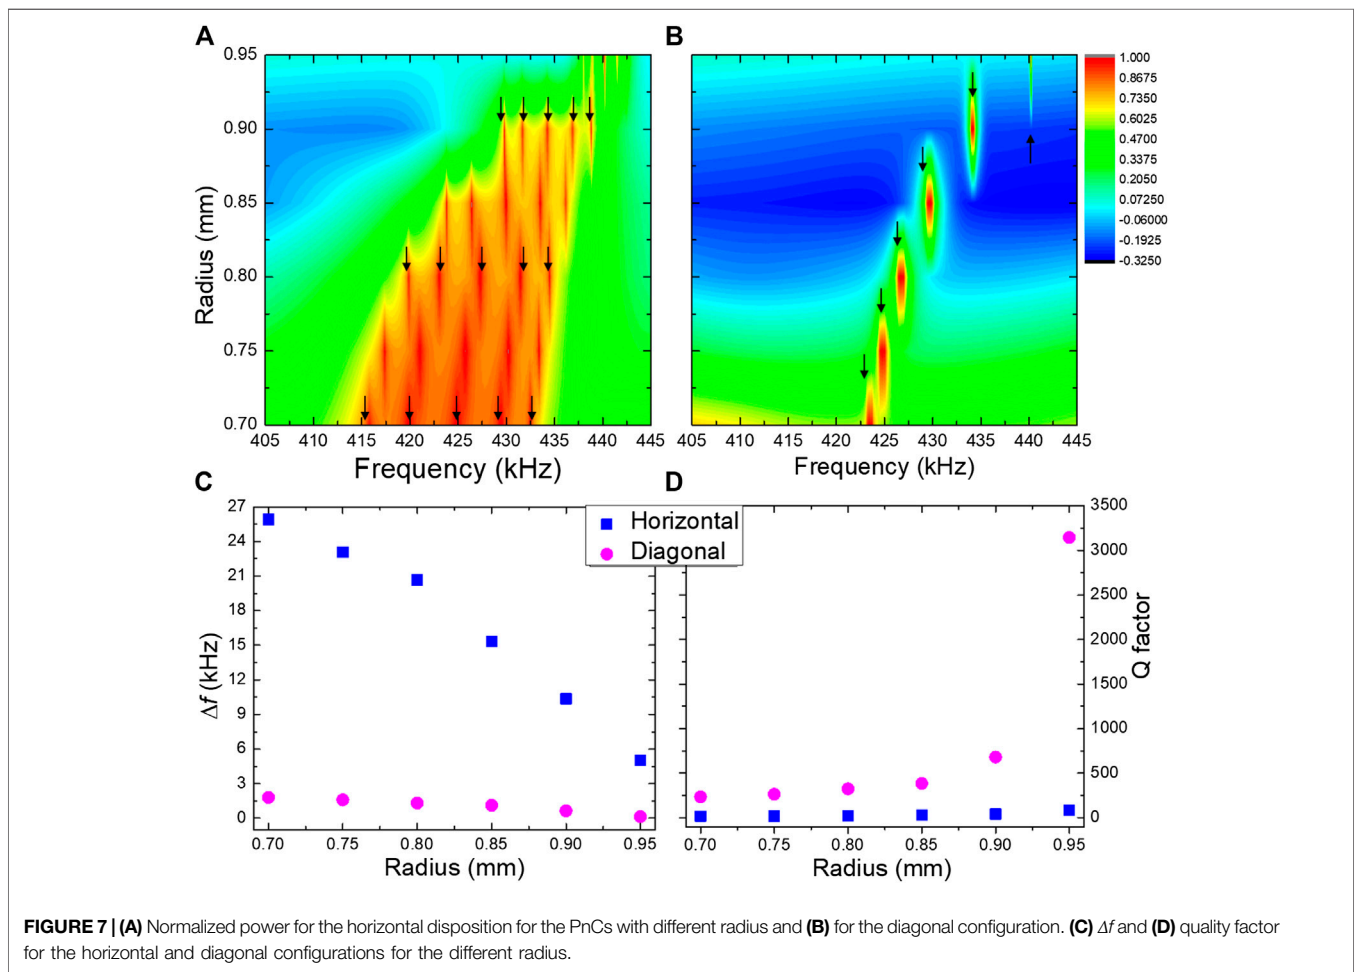 A
B
0.95
0.90
0.85
0.80
0.75
0.70
Radius (mm)
405 410 415 420 425 430 435 440 445
Frequency (kHz)
405 410 415 420 425 430 435 440 445
Frequency (kHz)
1.000
0.8675
0.7350
0.6025
0.4700
0.3375
0.2050
0.07250
-0.06000
-0.1925
-0.3250
C
D
27
24
21
18
15
12
9
6
3
0
Δf (kHz)
Horizontal
Diagonal
0.70 0.75 0.80 0.85 0.90 0.95
Radius (mm)
3500
3000
2500
2000
1500
1000
500
0
Q factor
0.70 0.75 0.80 0.85 0.90 0.95
Radius (mm)
FIGURE 7 | (A) Normalized power for the horizontal disposition for the PnCs with different radius and (B) for the diagonal configuration. (C) Δf and (D) quality factor
for the horizontal and diagonal configurations for the different radius.